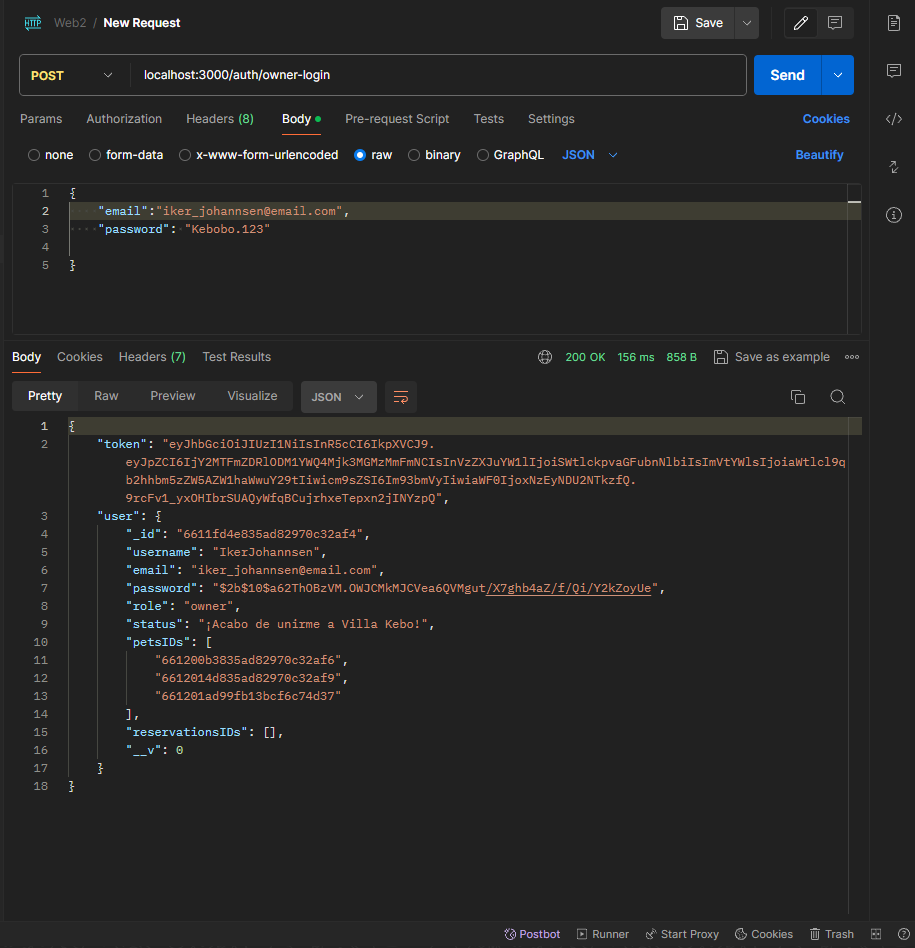 HTTP Web2 / New Request Save
POST localhost:3000/auth/owner-login Send
Params Authorization Headers (8) Body Pre-request Script Tests Settings Cookies
none form-data x-www-form-urlencoded raw binary GraphQL JSON Beautify
1 {
2 "email":"iker_johannsen@email.com",
3 "password": "Kebobo.123"
4
5 }
Body Cookies Headers (7) Test Results 200 OK 156 ms 858 B Save as example
Pretty Raw Preview Visualize JSON
1 {
2 "token": "eyJhbGciOiJIUzI1NiIsInR5cCI6IkpXVCJ9.
eyJpZCI6IjY2MTFmZDRlODM1YWQ4Mjk3MGMzMmFmNCIsInVzZXJuYW1lIjoiSWtlckpvaGFubnNlbiIsImVtYWlsIjoiaWtlcl9q
b2hhbm5zZW5AZW1haWwuY29tIiwicm9sZSI6Im93bmVyIiwiaWF0IjoxNzEyNDU2NTkzfQ.
9rcFv1_yxOHIbrSUAQyWfqBCujrhxeTepxn2jINYzpQ",
3 "user": {
4 "_id": "6611fd4e835ad82970c32af4",
5 "username": "IkerJohannsen",
6 "email": "iker_johannsen@email.com",
7 "password": "$2b$10$a62ThOBzVM.OWJCMkMJCVea6QVMgut/X7ghb4aZ/f/Qi/Y2kZoyUe",
8 "role": "owner",
9 "status": "¡Acabo de unirme a Villa Kebo!",
10 "petsIDs": [
11 "661200b3835ad82970c32af6",
12 "6612014d835ad82970c32af9",
13 "661201ad99fb13bcf6c74d37"
14 ],
15 "reservationsIDs": [],
16 "__v": 0
17 }
18 }
Postbot Runner Start Proxy Cookies Trash